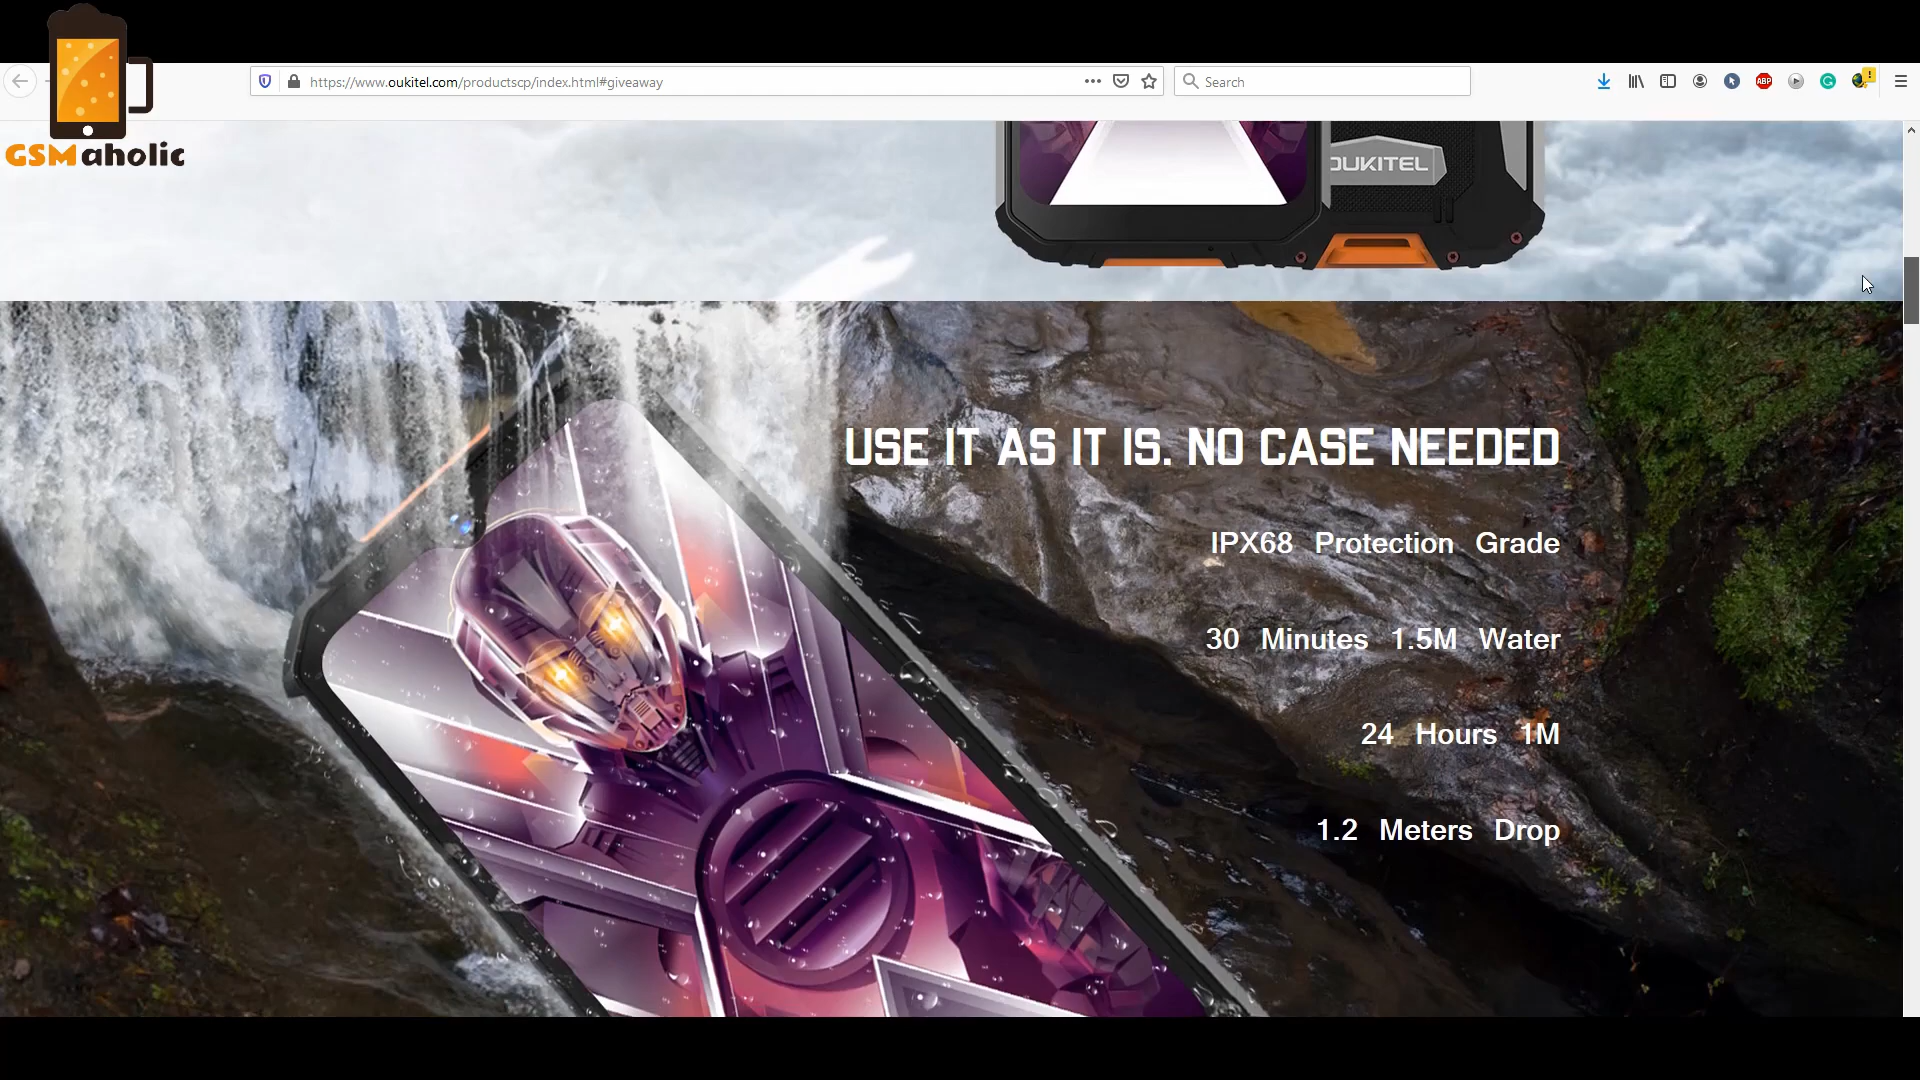 GSMaholic
https://www.oukitel.com/productscp/index.html#giveaway
Search
ABP
OUKITEL
USE IT AS IT IS. NO CASE NEEDED
IPX68 Protection Grade
30 Minutes 1.5M Water
24 Hours 1M
1.2 Meters Drop